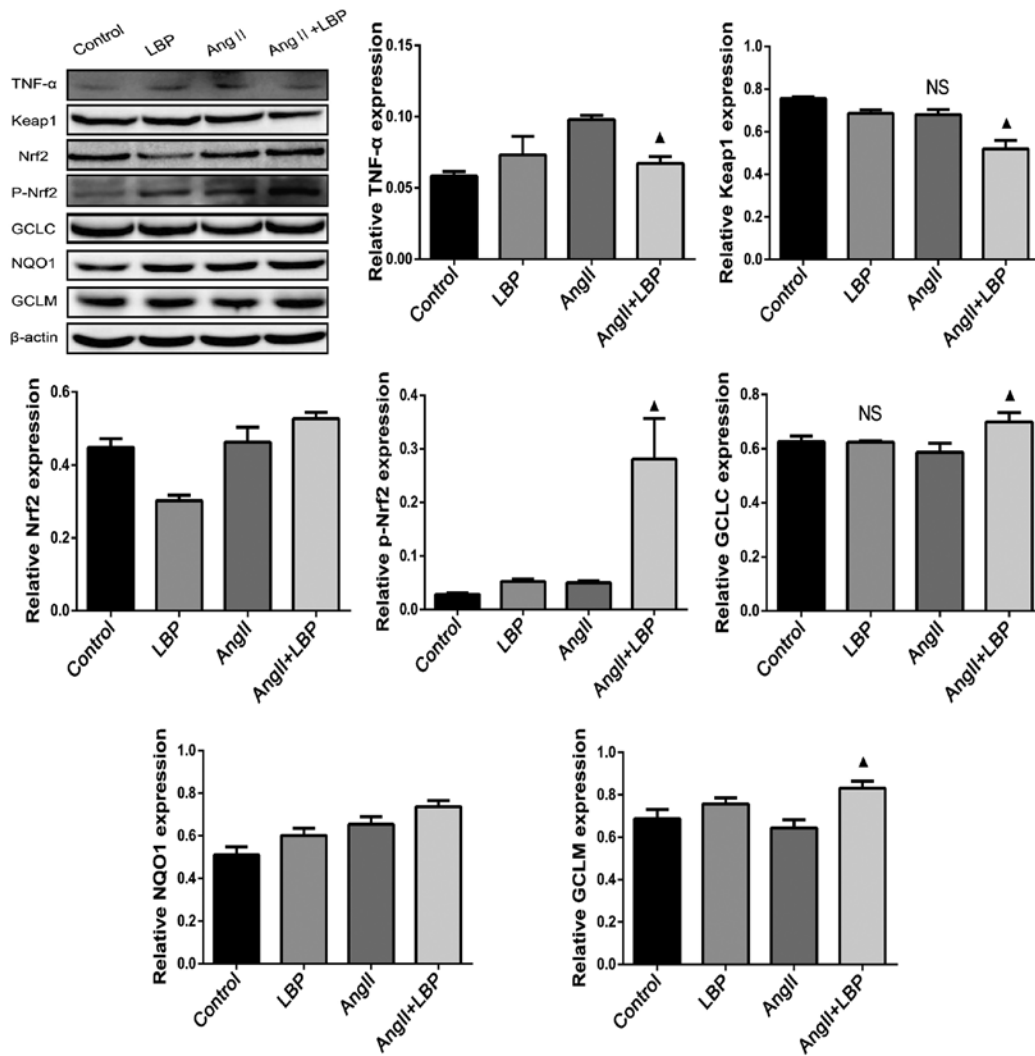 Control LBP Ang II Ang II+LBP
TNF-α
Keap1
Nrf2
P-Nrf2
GCLC
NQO1
GCLM
β-actin
Relative TNF-α expression
0.15
0.10
0.05
0.00
Control LBP AngII AngII+LBP
▲
Relative Keap1 expression
1.0
0.8
0.6
0.4
0.2
0.0
NS
▲
Control LBP AngII AngII+LBP
Relative Nrf2 expression
0.6
0.4
0.2
0.0
Control LBP AngII AngII+LBP
Relative p-Nrf2 expression
0.4
0.3
0.2
0.1
0.0
▲
Control LBP AngII AngII+LBP
Relative GCLC expression
0.8
0.6
0.4
0.2
0.0
NS
▲
Control LBP AngII AngII+LBP
Relative NQO1 expression
1.0
0.8
0.6
0.4
0.2
0.0
Control LBP AngII AngII+LBP
Relative GCLM expression
1.0
0.8
0.6
0.4
0.2
0.0
▲
Control LBP AngII AngII+LBP